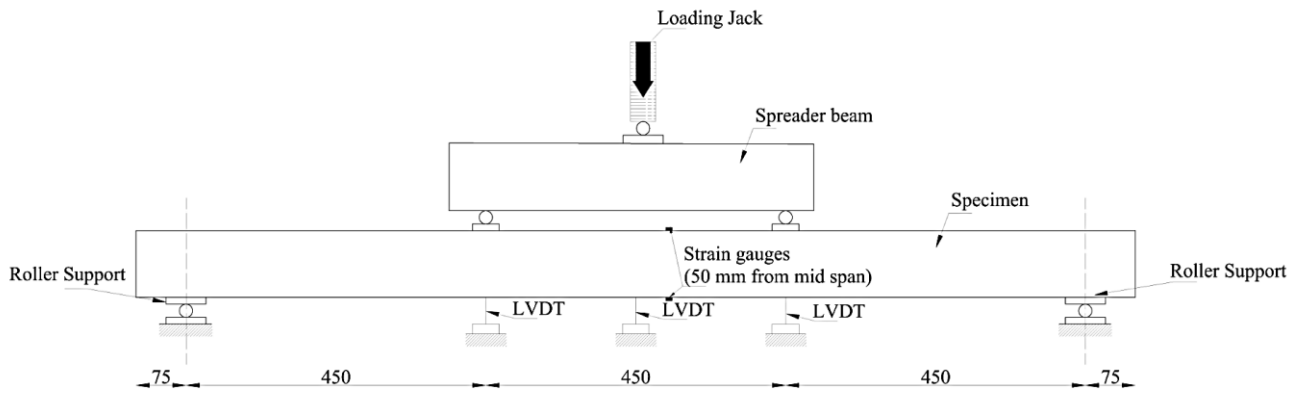 Loading Jack
Spreader beam
Specimen
Strain gauges
(50 mm from mid span)
Roller Support
Roller Support
LVDT
LVDT
LVDT
75
450
450
450
75